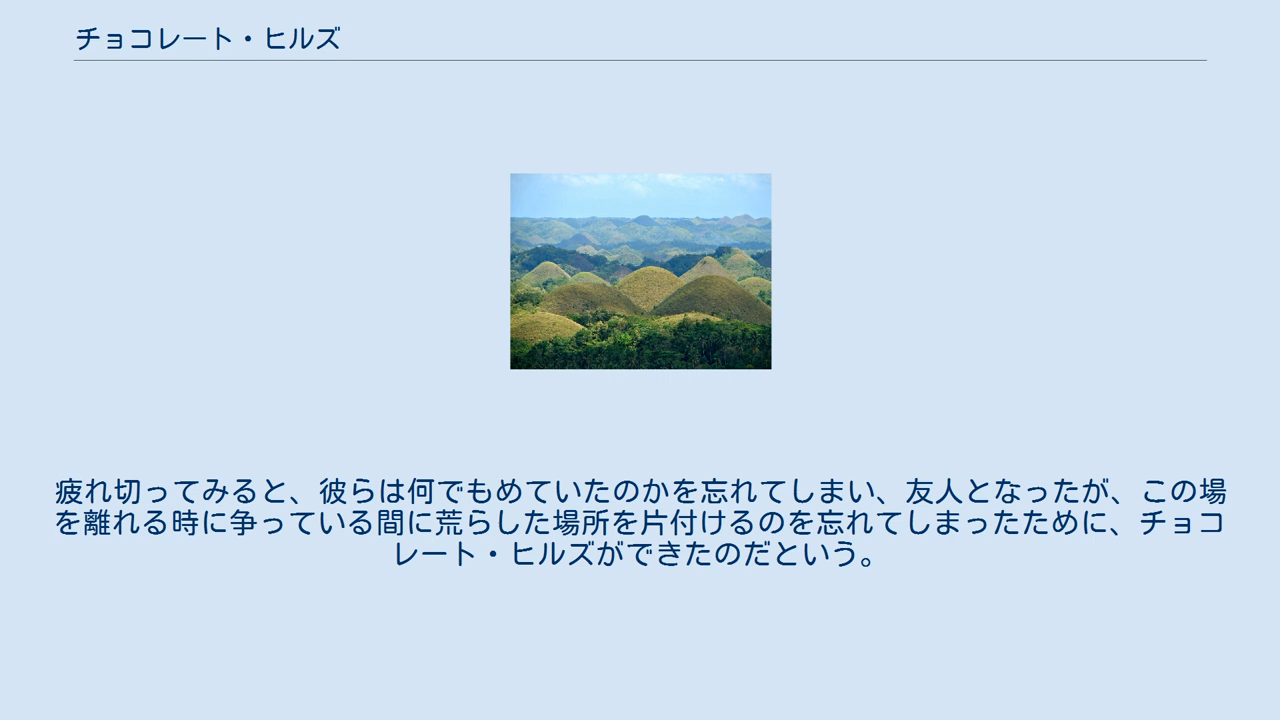 チョコレート・ヒルズ
疲れ切ってみると、彼らは何でもめていたのかを忘れてしまい、友人となったが、この場
を離れる時に争っている間に荒らした場所を片付けるのを忘れてしまったために、チョコ
レート・ヒルズができたのだという。